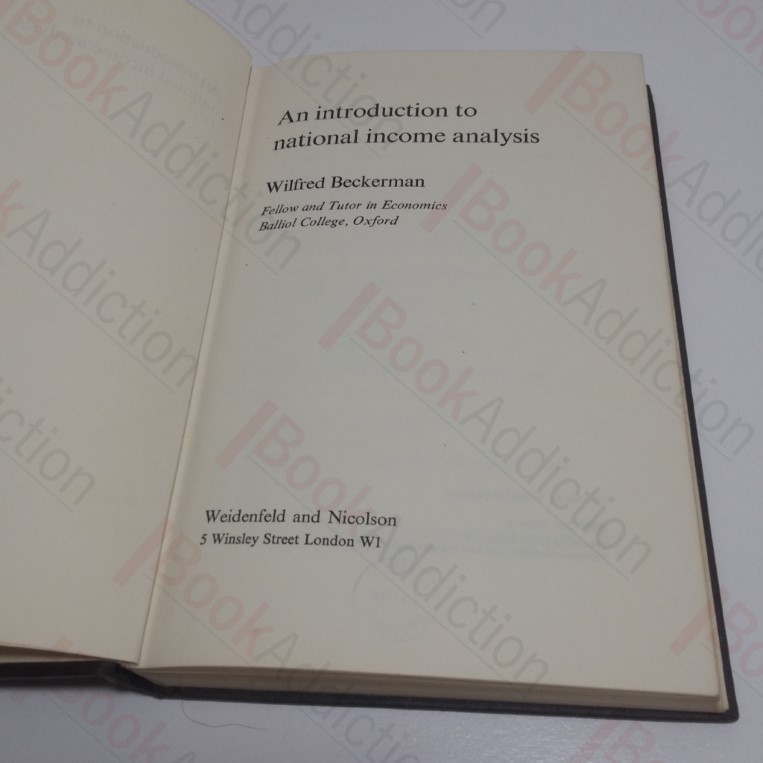 An introduction to
national income analysis
Wilfred Beckerman
Fellow and Tutor in Economics
Balliol College, Oxford
Weidenfeld and Nicolson
5 Winsley Street London W1
BookAddiction